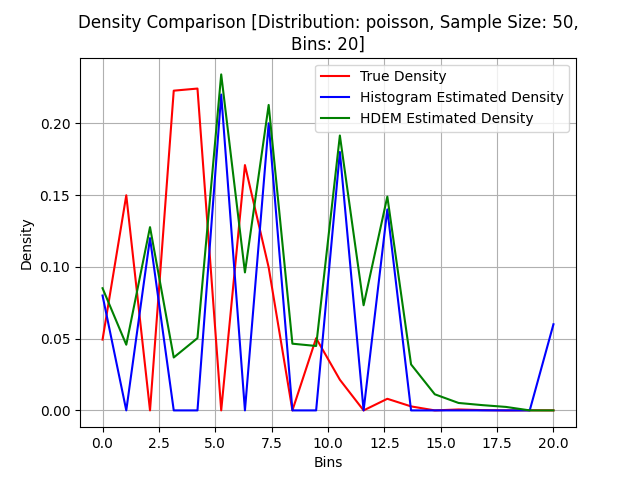 Density Comparison [Distribution: poisson, Sample Size: 50,
Bins: 20]
True Density
Histogram Estimated Density
HDEM Estimated Density
0.20
0.15
0.10
0.05
0.00
Density
0.0 2.5 5.0 7.5 10.0 12.5 15.0 17.5 20.0
Bins